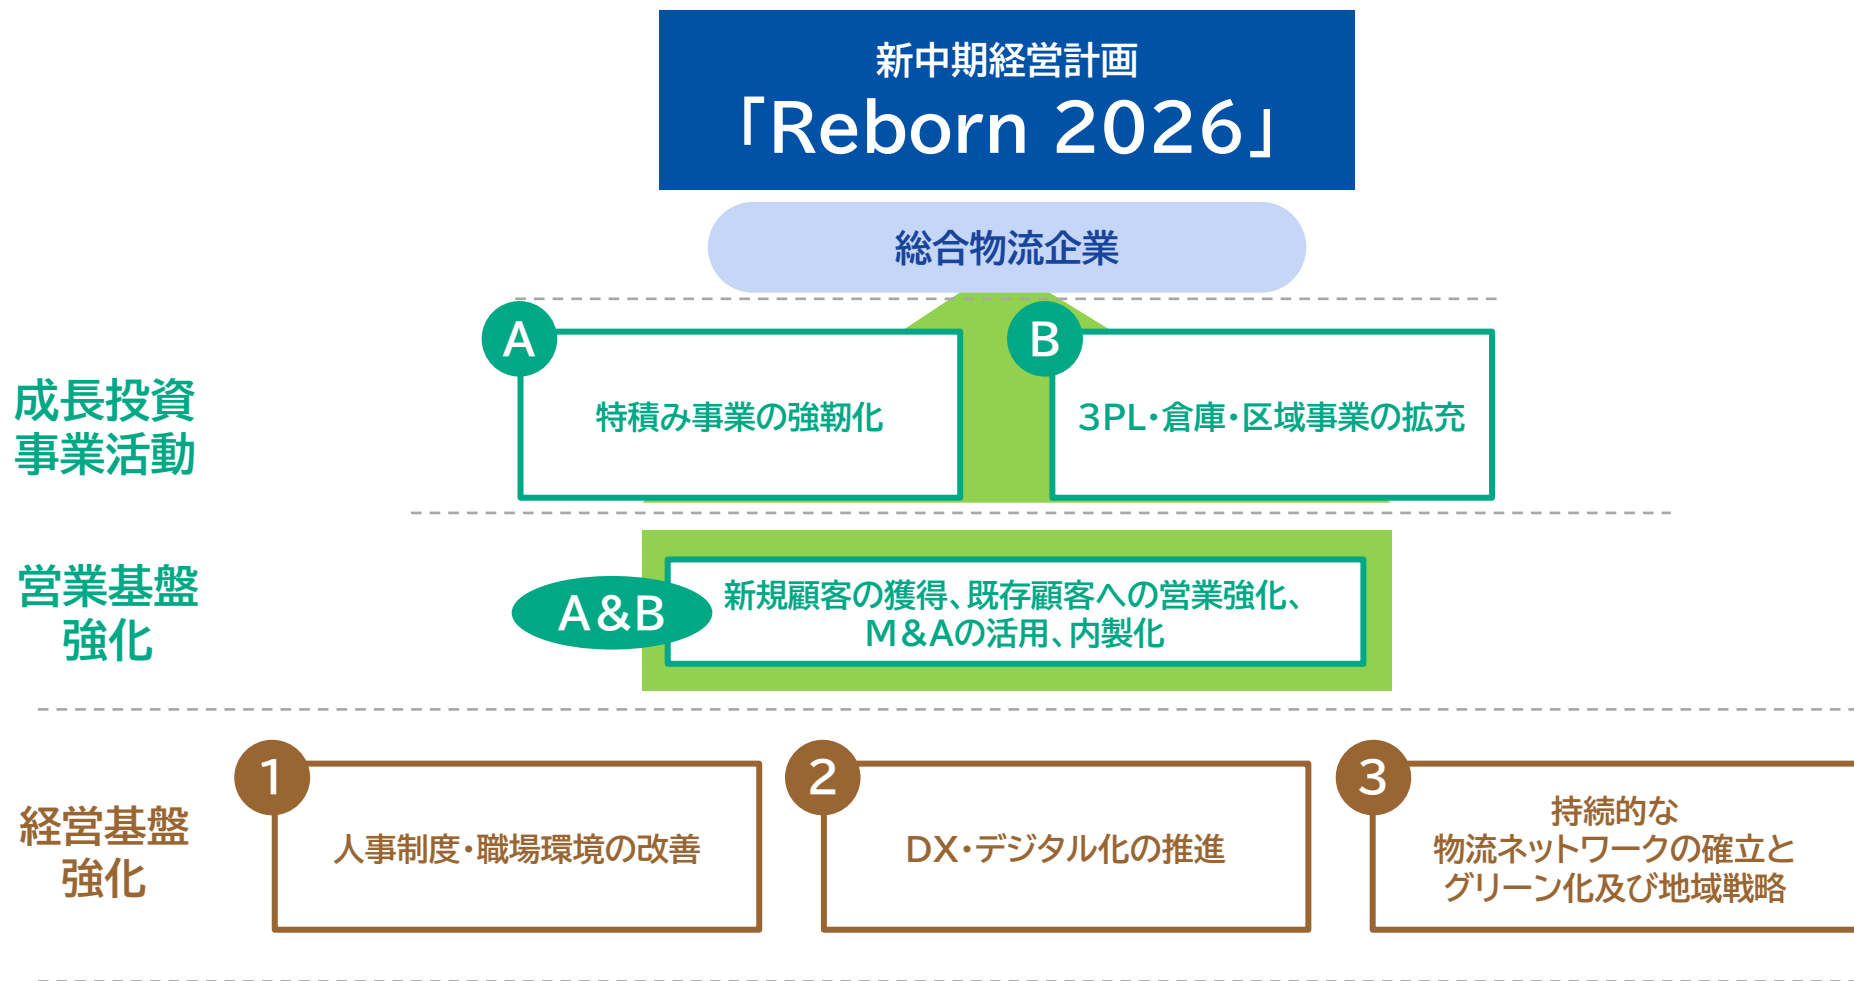 新中期経営計画
「Reborn 2026」
総合物流企業
成長投資
事業活動
A
特積み事業の強靭化
B
3PL・倉庫・区域事業の拡充
営業基盤
強化
A&B
新規顧客の獲得、既存顧客への営業強化、
M&Aの活用、内製化
経営基盤
強化
1
人事制度・職場環境の改善
2
DX・デジタル化の推進
3
持続的な
物流ネットワークの確立と
グリーン化及び地域戦略